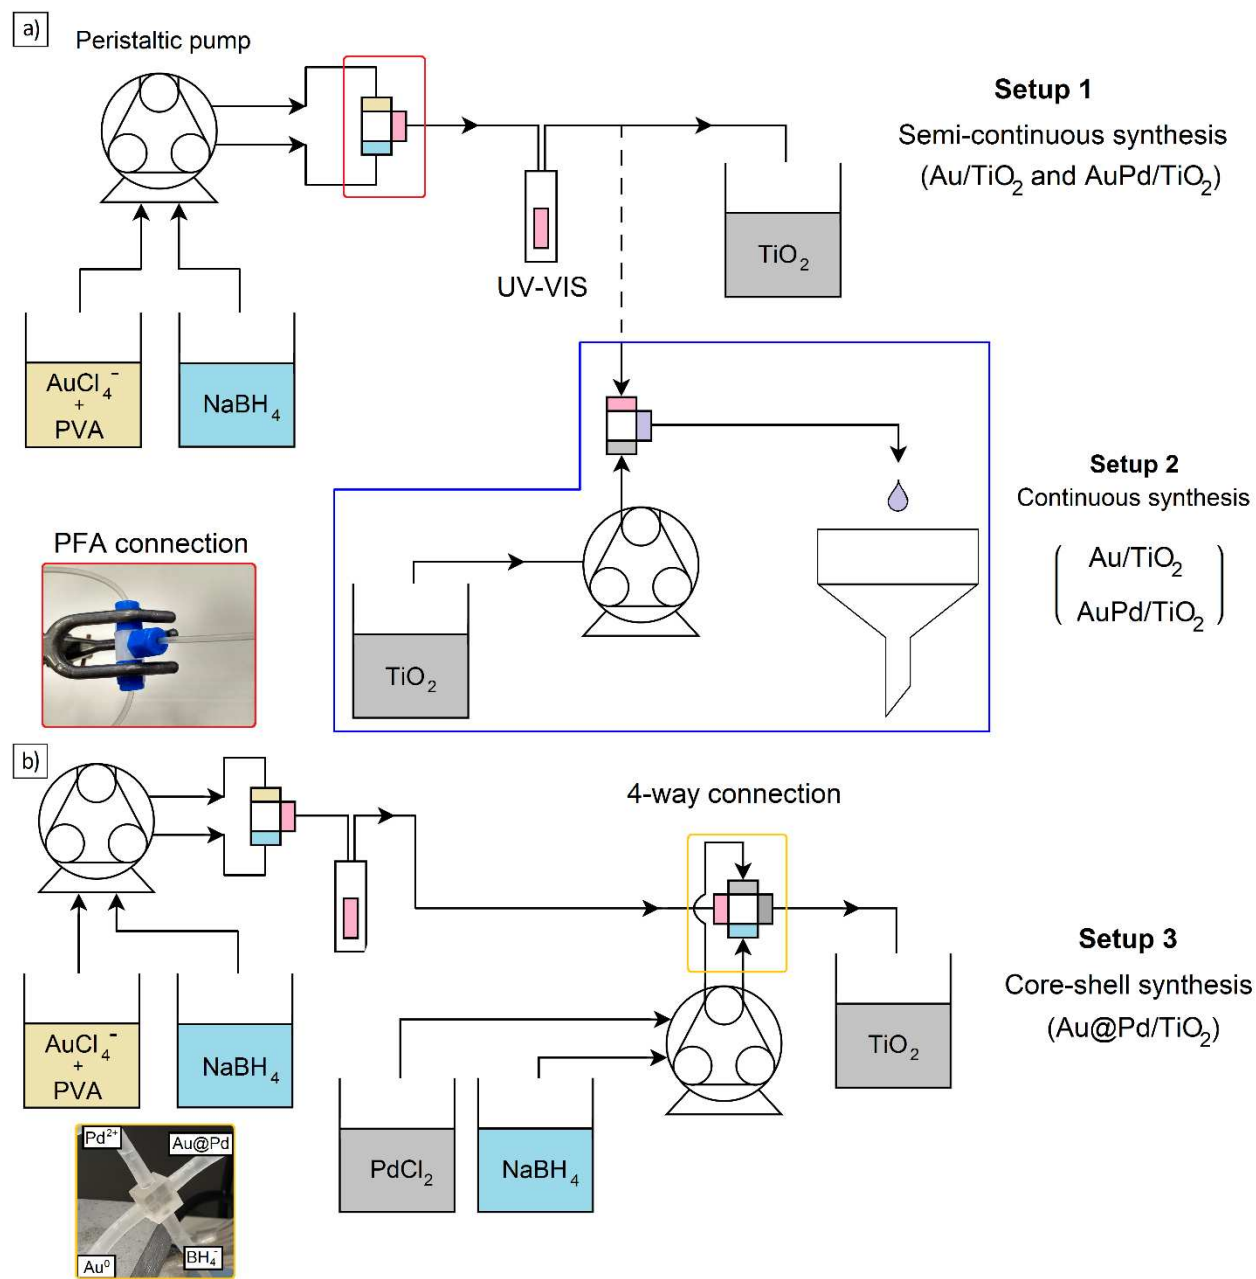 a)
Peristaltic pump
Setup 1
Semi-continuous synthesis
(Au/TiO₂ and AuPd/TiO₂)
TiO₂
UV-VIS
AuCl₄⁻
+
PVA
NaBH₄
Setup 2
Continuous synthesis
Au/TiO₂
AuPd/TiO₂
PFA connection
TiO₂
b)
4-way connection
Setup 3
Core-shell synthesis
(Au@Pd/TiO₂)
AuCl₄⁻
+
PVA
NaBH₄
TiO₂
PdCl₂
NaBH₄
Pd²⁺
Au@Pd
Au⁰
BH₄⁻